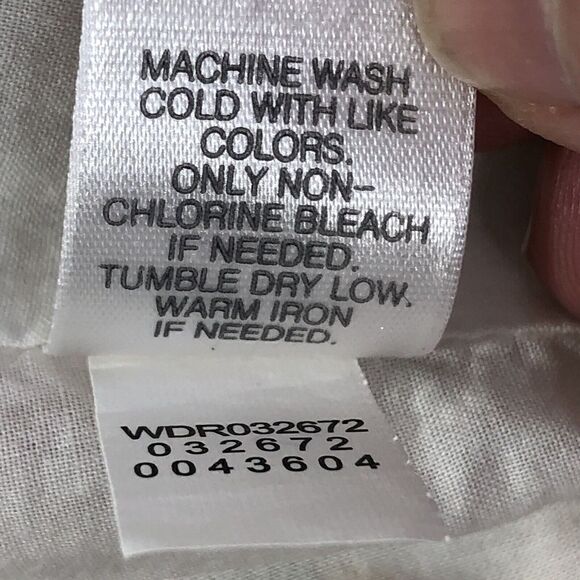 MACHINE WASH
COLD WITH LIKE
COLORS.
ONLY NON-
CHLORINE BLEACH
IF NEEDED.
TUMBLE DRY LOW.
WARM IRON
IF NEEDED.
WDR032672
032672
0043604